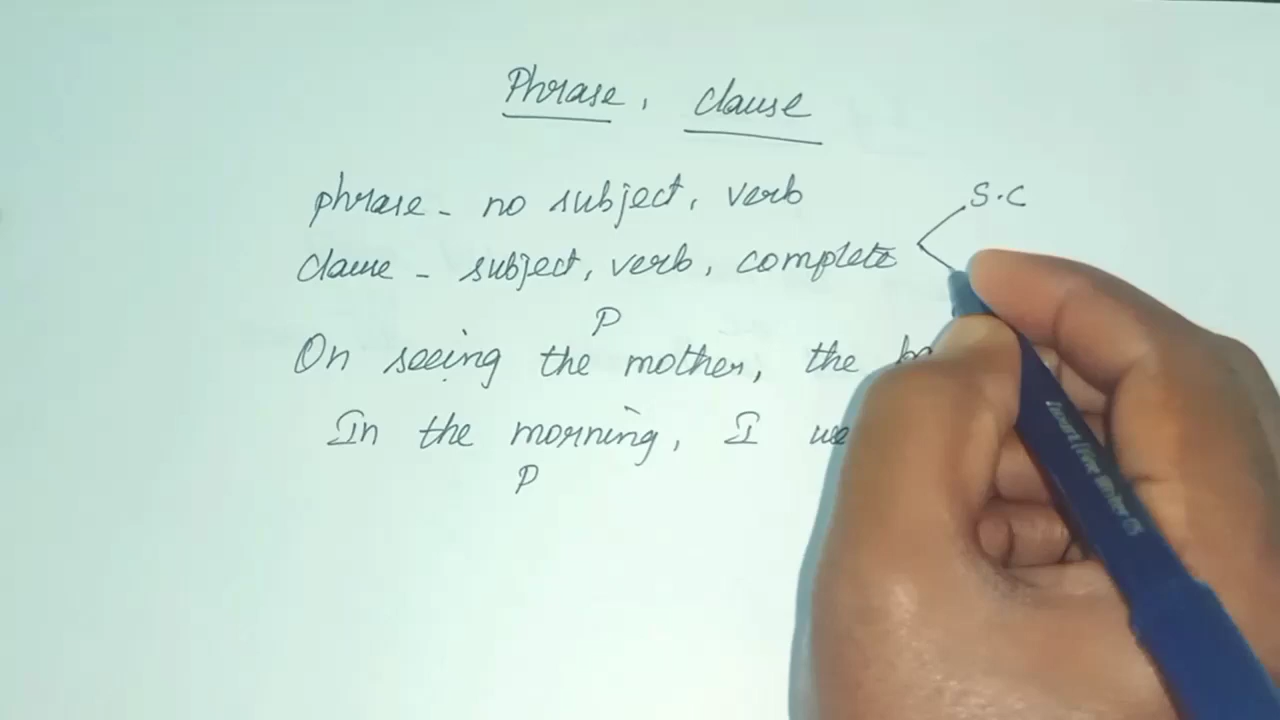 Phrase, Clause
phrase - no subject, verb
S.C
Clause - subject, verb, complete
P
On seeing the mother, the
In the morning, I
P